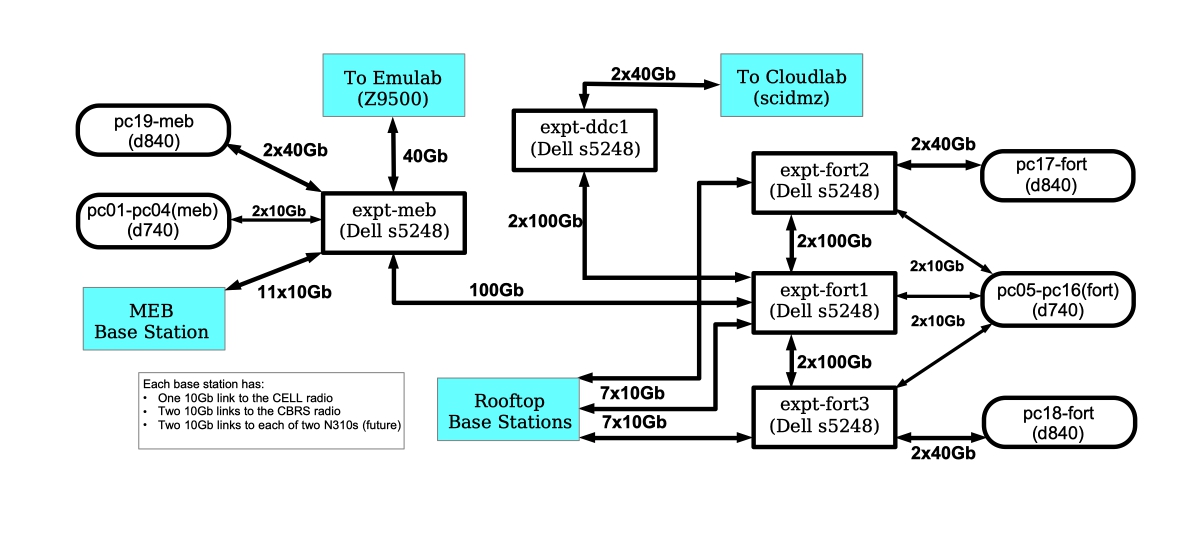 To Emulab
(Z9500)
2x40Gb
To Cloudlab
(scidmz)
pc19-meb
(d840)
2x40Gb
40Gb
expt-ddc1
(Dell s5248)
expt-fort2
(Dell s5248)
2x40Gb
pc17-fort
(d840)
pc01-pc04(meb)
(d740)
2x10Gb
expt-meb
(Dell s5248)
2x100Gb
2x100Gb
2x10Gb
11x10Gb
100Gb
expt-fort1
(Dell s5248)
pc05-pc16(fort)
(d740)
MEB
Base Station
2x10Gb
2x100Gb
Each base station has:
• One 10Gb link to the CELL radio
• Two 10Gb links to the CBRS radio
• Two 10Gb links to each of two N310s (future)
Rooftop
Base Stations
7x10Gb
7x10Gb
expt-fort3
(Dell s5248)
pc18-fort
(d840)
2x40Gb